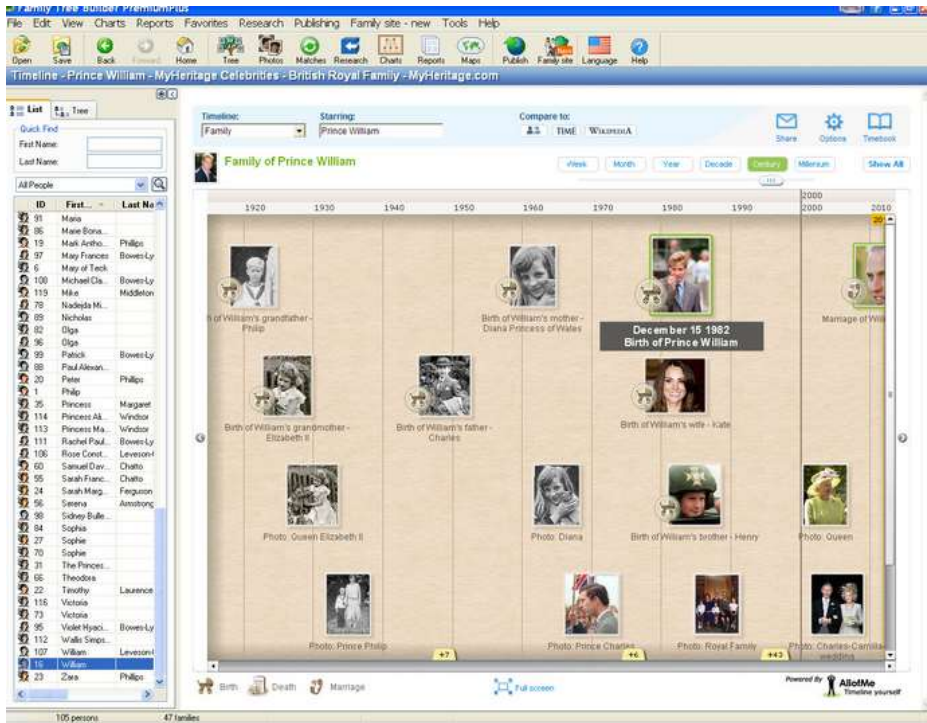 Family Tree Builder PremiumPlus
File Edit View Charts Reports Favorites Research Publishing Family site - new Tools Help
Open Save Back Forward Home Tree Photos Matches Research Charts Reports Maps Publish Family site Language Help
Timeline - Prince William - MyHeritage Celebrities - British Royal Family - MyHeritage.com
List Tree
Quick Find
First Name:
Last Name:
All People
ID First... Last Na
91 Maria
86 Marie Bona...
19 Mark Antho... Phillips
97 Mary Frances Bowes-Ly
6 Mary of Teck
100 Michael Cla... Bowes-Ly
119 Mike Middleton
78 Nadejda Mi...
89 Nicholas
82 Olga
96 Olga
99 Patrick Bowes-Ly
88 Paul Alexan...
20 Peter Phillips
1 Philip
35 Princess Margaret
114 Princess Ali... Windsor
113 Princess Ma... Windsor
111 Rachel Paul... Bowes-Ly
106 Rose Const... Leveson-G
60 Samuel Dav... Chatto
55 Sarah Franc... Chatto
24 Sarah Marg... Ferguson
56 Serena Armstrong
98 Sidney Bulle...
84 Sophia
27 Sophie
70 Sophie
31 The Princes...
66 Theodora
22 Timothy Laurence
116 Victoria
73 Victoria
95 Violet Hyaci... Bowes-Ly
112 Wallis Simps...
107 William Leveson-G
16 William
23 Zara Phillips
105 persons 47 families
Timeline: Starring: Compare to:
Family Prince William TIME WIKIPEDIA
Share Options Timebook
Family of Prince William
Week Month Year Decade Century Millenium Show All
2000
1920 1930 1940 1950 1960 1970 1980 1990 2000 2010
20
h of William's grandfather -
Philip
Birth of William's mother -
Diana Princess of Wales
December 15 1982
Birth of Prince William
Marriage of Will
Birth of William's grandmother -
Elizabeth II
Birth of William's father -
Charles
Birth of William's wife - Kate
Photo: Queen Elizabeth II
Photo: Diana
Birth of William's brother - Henry
Photo: Queen
Photo: Prince Philip
Photo: Prince Charles
Photo: Royal Family
Photo: Charles-Camilla
wedding
+7 +6 +43
Birth Death Marriage
Full screen
Powered By AllofMe
Timeline yourself